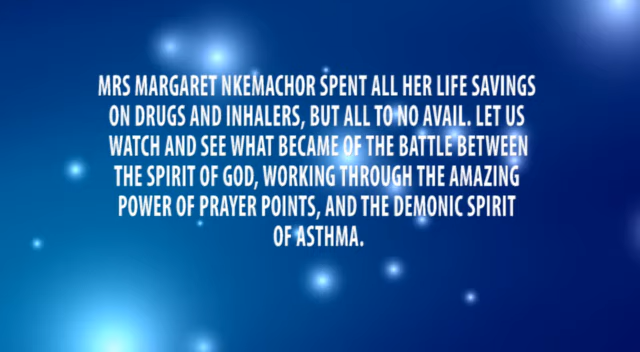 MRS MARGARET NKEMACHOR SPENT ALL HER LIFE SAVINGS
ON DRUGS AND INHALERS, BUT ALL TO NO AVAIL. LET US
WATCH AND SEE WHAT BECAME OF THE BATTLE BETWEEN
THE SPIRIT OF GOD, WORKING THROUGH THE AMAZING
POWER OF PRAYER POINTS, AND THE DEMONIC SPIRIT
OF ASTHMA.